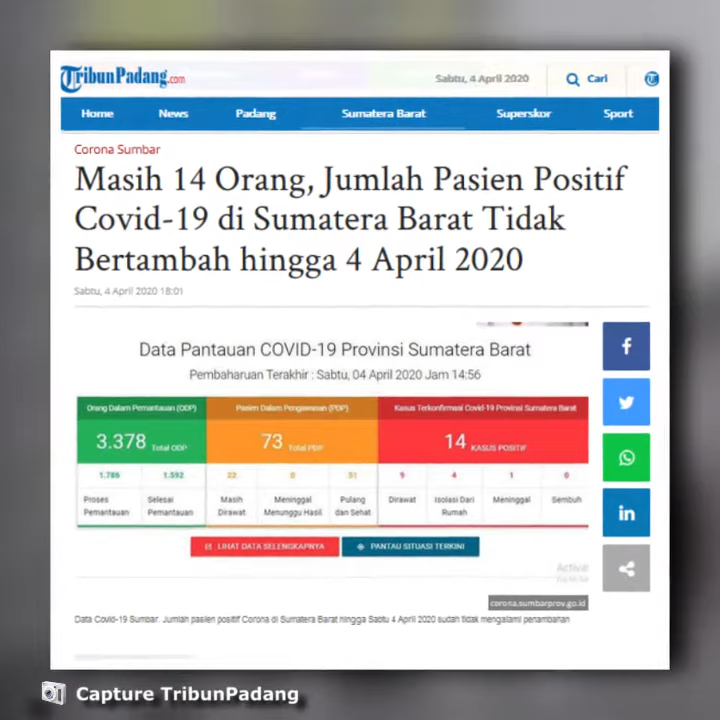 TribunPadang.com
Sabtu, 4 April 2020
Cari
Home News Padang Sumatera Barat Superskor Sport
Corona Sumbar
Masih 14 Orang, Jumlah Pasien Positif
Covid-19 di Sumatera Barat Tidak
Bertambah hingga 4 April 2020
Sabtu, 4 April 2020 18:01
Data Pantauan COVID-19 Provinsi Sumatera Barat
Pembaharuan Terakhir : Sabtu, 04 April 2020 Jam 14:56
Orang Dalam Pemantauan (ODP) Pasien Dalam Pengawasan (PDP) Kasus Terkonfirmasi Covid-19 Provinsi Sumatera Barat
3.378 Total ODP 73 Total PDP 14 KASUS POSITIF
1.786 1.592 22 0 51 9 4 1 0
Proses Pemantauan
Selesai Pemantauan
Masih Dirawat
Meninggal Menunggu Hasil
Pulang dan Sehat
Dirawat
Isolasi Dari Rumah
Meninggal
Sembuh
LIHAT DATA SELENGKAPNYA PANTAU SITUASI TERKINI
corona.sumbarprov.go.id
Data Covid-19 Sumbar. Jumlah pasien positif Corona di Sumatera Barat hingga Sabtu 4 April 2020 sudah tidak mengalami penambahan
Capture TribunPadang